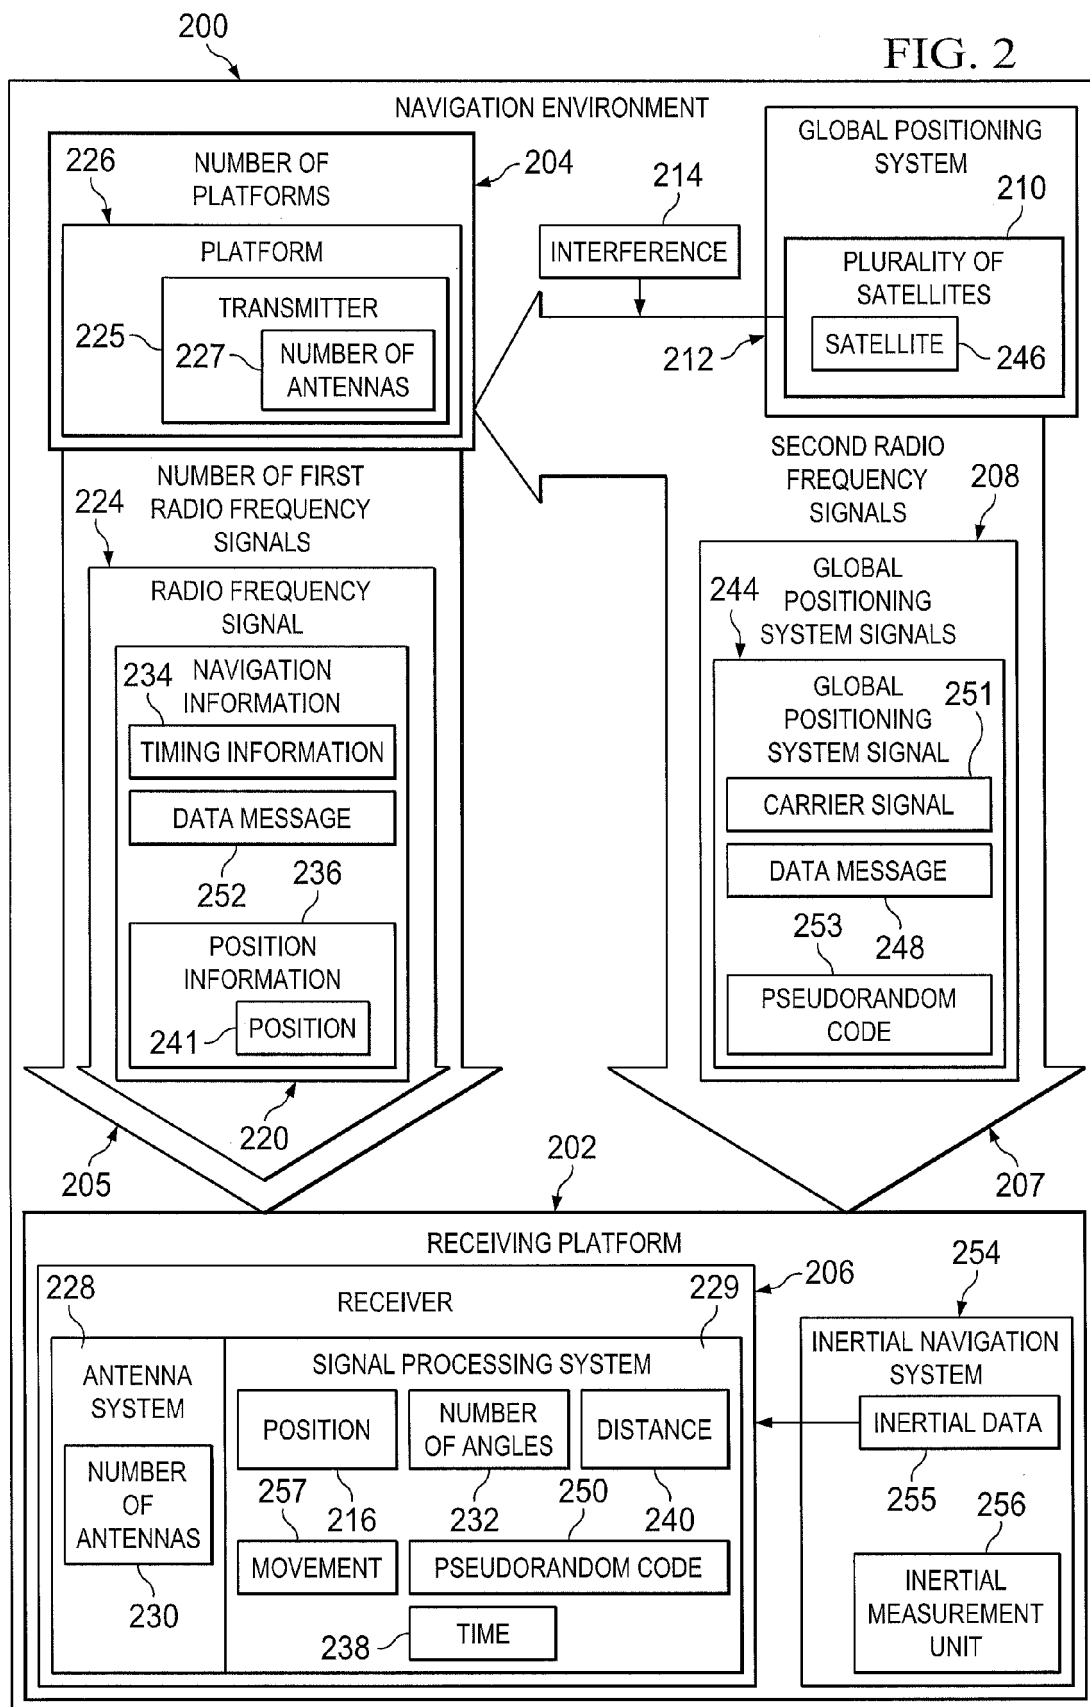 200
FIG. 2
NAVIGATION ENVIRONMENT
226
NUMBER OF
PLATFORMS
204
PLATFORM
TRANSMITTER
225
227
NUMBER OF
ANTENNAS
214
INTERFERENCE
GLOBAL POSITIONING
SYSTEM
210
PLURALITY OF
SATELLITES
212
SATELLITE
246
NUMBER OF FIRST
RADIO FREQUENCY
SIGNALS
224
RADIO FREQUENCY
SIGNAL
NAVIGATION
INFORMATION
234
TIMING INFORMATION
DATA MESSAGE
252
236
POSITION
INFORMATION
241
POSITION
220
205
SECOND RADIO
FREQUENCY
SIGNALS
208
GLOBAL
POSITIONING
SYSTEM SIGNALS
244
GLOBAL
POSITIONING
SYSTEM SIGNAL
251
CARRIER SIGNAL
DATA MESSAGE
253
248
PSEUDORANDOM
CODE
207
202
RECEIVING PLATFORM
228
RECEIVER
229
206
254
ANTENNA
SYSTEM
NUMBER
OF
ANTENNAS
230
SIGNAL PROCESSING SYSTEM
POSITION
NUMBER
OF ANGLES
DISTANCE
257
216
232
250
240
MOVEMENT
PSEUDORANDOM CODE
238
TIME
INERTIAL NAVIGATION
SYSTEM
INERTIAL DATA
255
256
INERTIAL
MEASUREMENT
UNIT